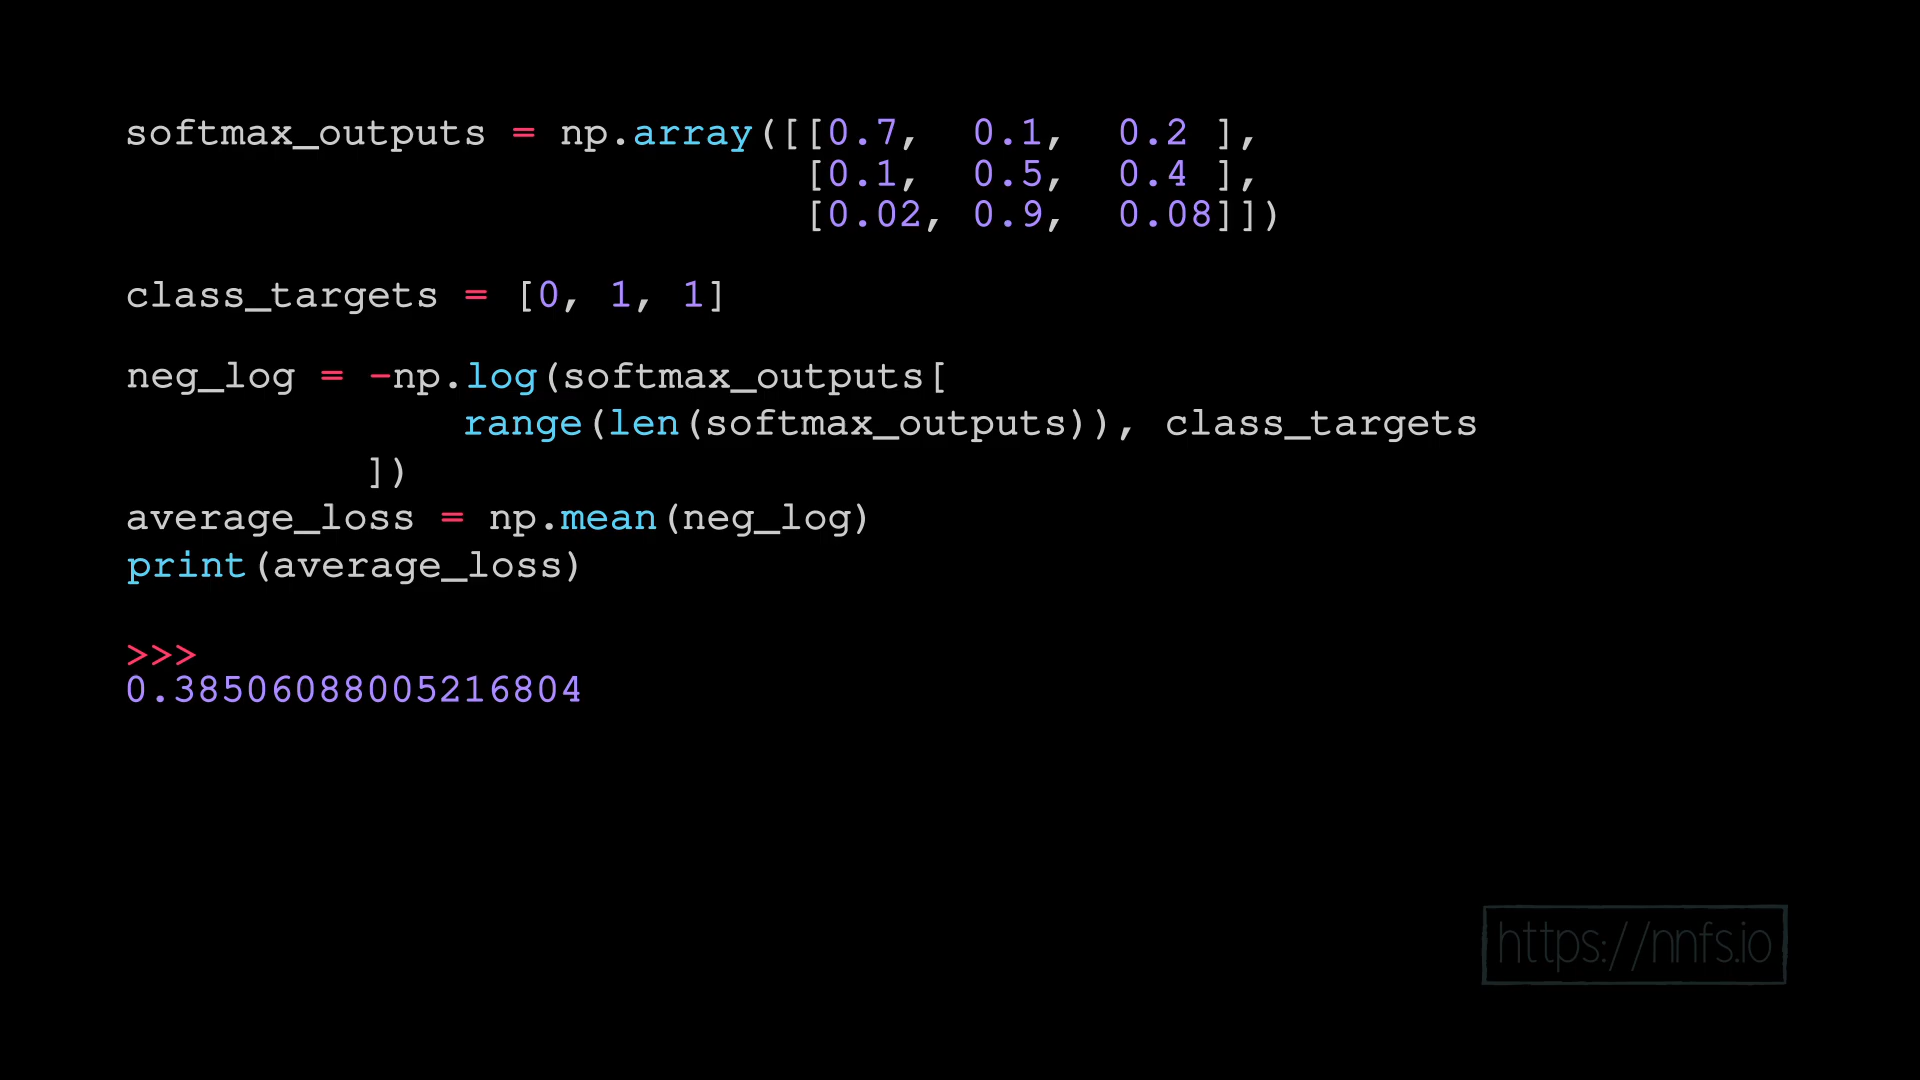 softmax_outputs = np.array([[0.7, 0.1, 0.2 ],
[0.1, 0.5, 0.4 ],
[0.02, 0.9, 0.08]])
class_targets = [0, 1, 1]
neg_log = -np.log(softmax_outputs[
range(len(softmax_outputs)), class_targets
])
average_loss = np.mean(neg_log)
print(average_loss)
>>>
0.38506088005216804
https://nnfs.io